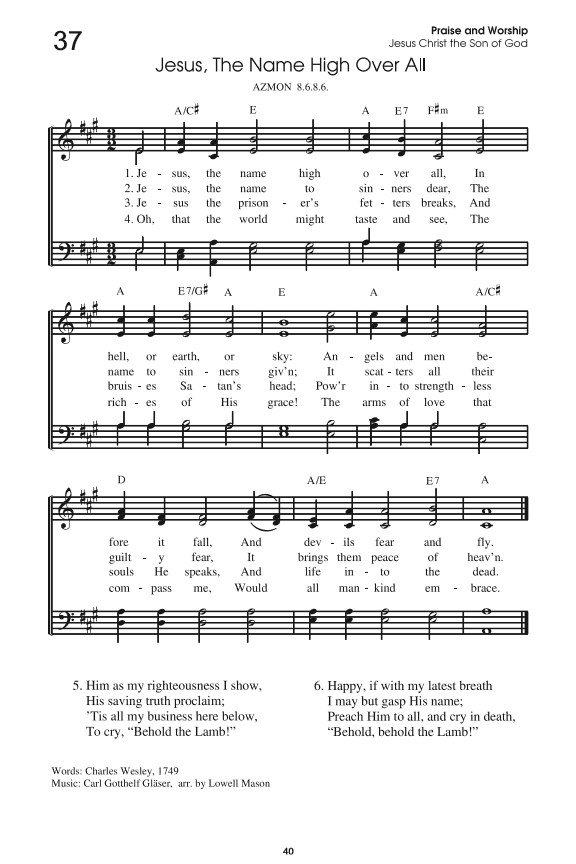 37
Praise and Worship
Jesus Christ the Son of God
Jesus, The Name High Over All
AZMON 8.6.8.6.
A/C♯ E A E7 F♯m E
1. Je - sus, the name high o - ver all, In
2. Je - sus, the name to sin - ners dear, The
3. Je - sus the prison - er's fet - ters breaks, And
4. Oh, that the world might taste and see, The
A E7/G♯ A E A A/C♯
hell, or earth, or sky: An - gels and men be-
name to sin - ners giv'n; It scat - ters all their
bruis - es Sa - tan's head; Pow'r in - to strength - less
rich - es of His grace! The arms of love that
D A/E E7 A
fore it fall, And dev - ils fear and fly.
guilt - y fear, It brings them peace of heav'n.
souls He speaks, And life in - to the dead.
com - pass me, Would all man - kind em - brace.
5. Him as my righteousness I show,
His saving truth proclaim;
'Tis all my business here below,
To cry, “Behold the Lamb!”
6. Happy, if with my latest breath
I may but gasp His name;
Preach Him to all, and cry in death,
“Behold, behold the Lamb!”
Words: Charles Wesley, 1749
Music: Carl Gotthelf Gläser, arr. by Lowell Mason
40